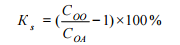 K_s = (C_OO / C_OA − 1) × 100%